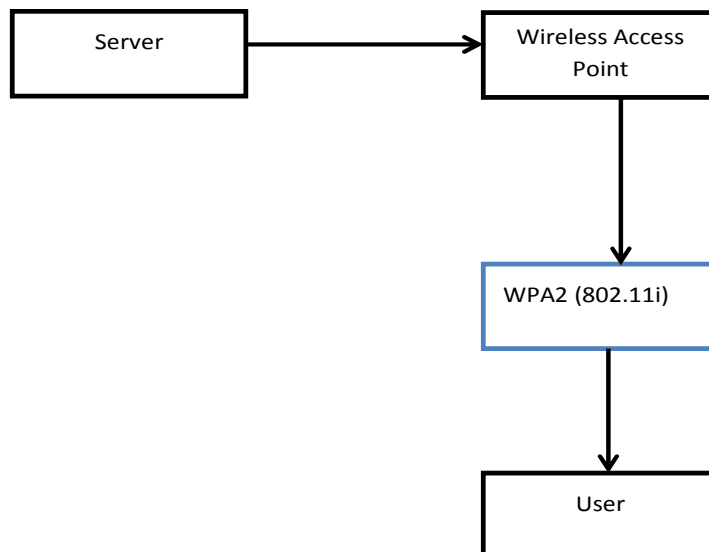 Server
Wireless Access
Point
WPA2 (802.11i)
User